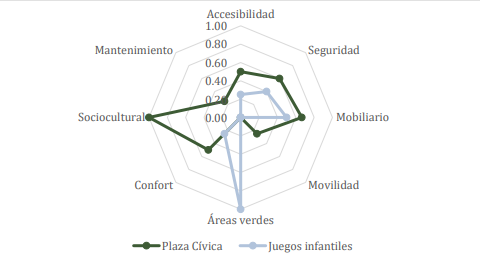 Accesibilidad
1.00
0.80
0.60
0.40
0.20
0.00
Mantenimiento
Seguridad
Sociocultural
Mobiliario
Confort
Movilidad
Áreas verdes
Plaza Cívica
Juegos infantiles